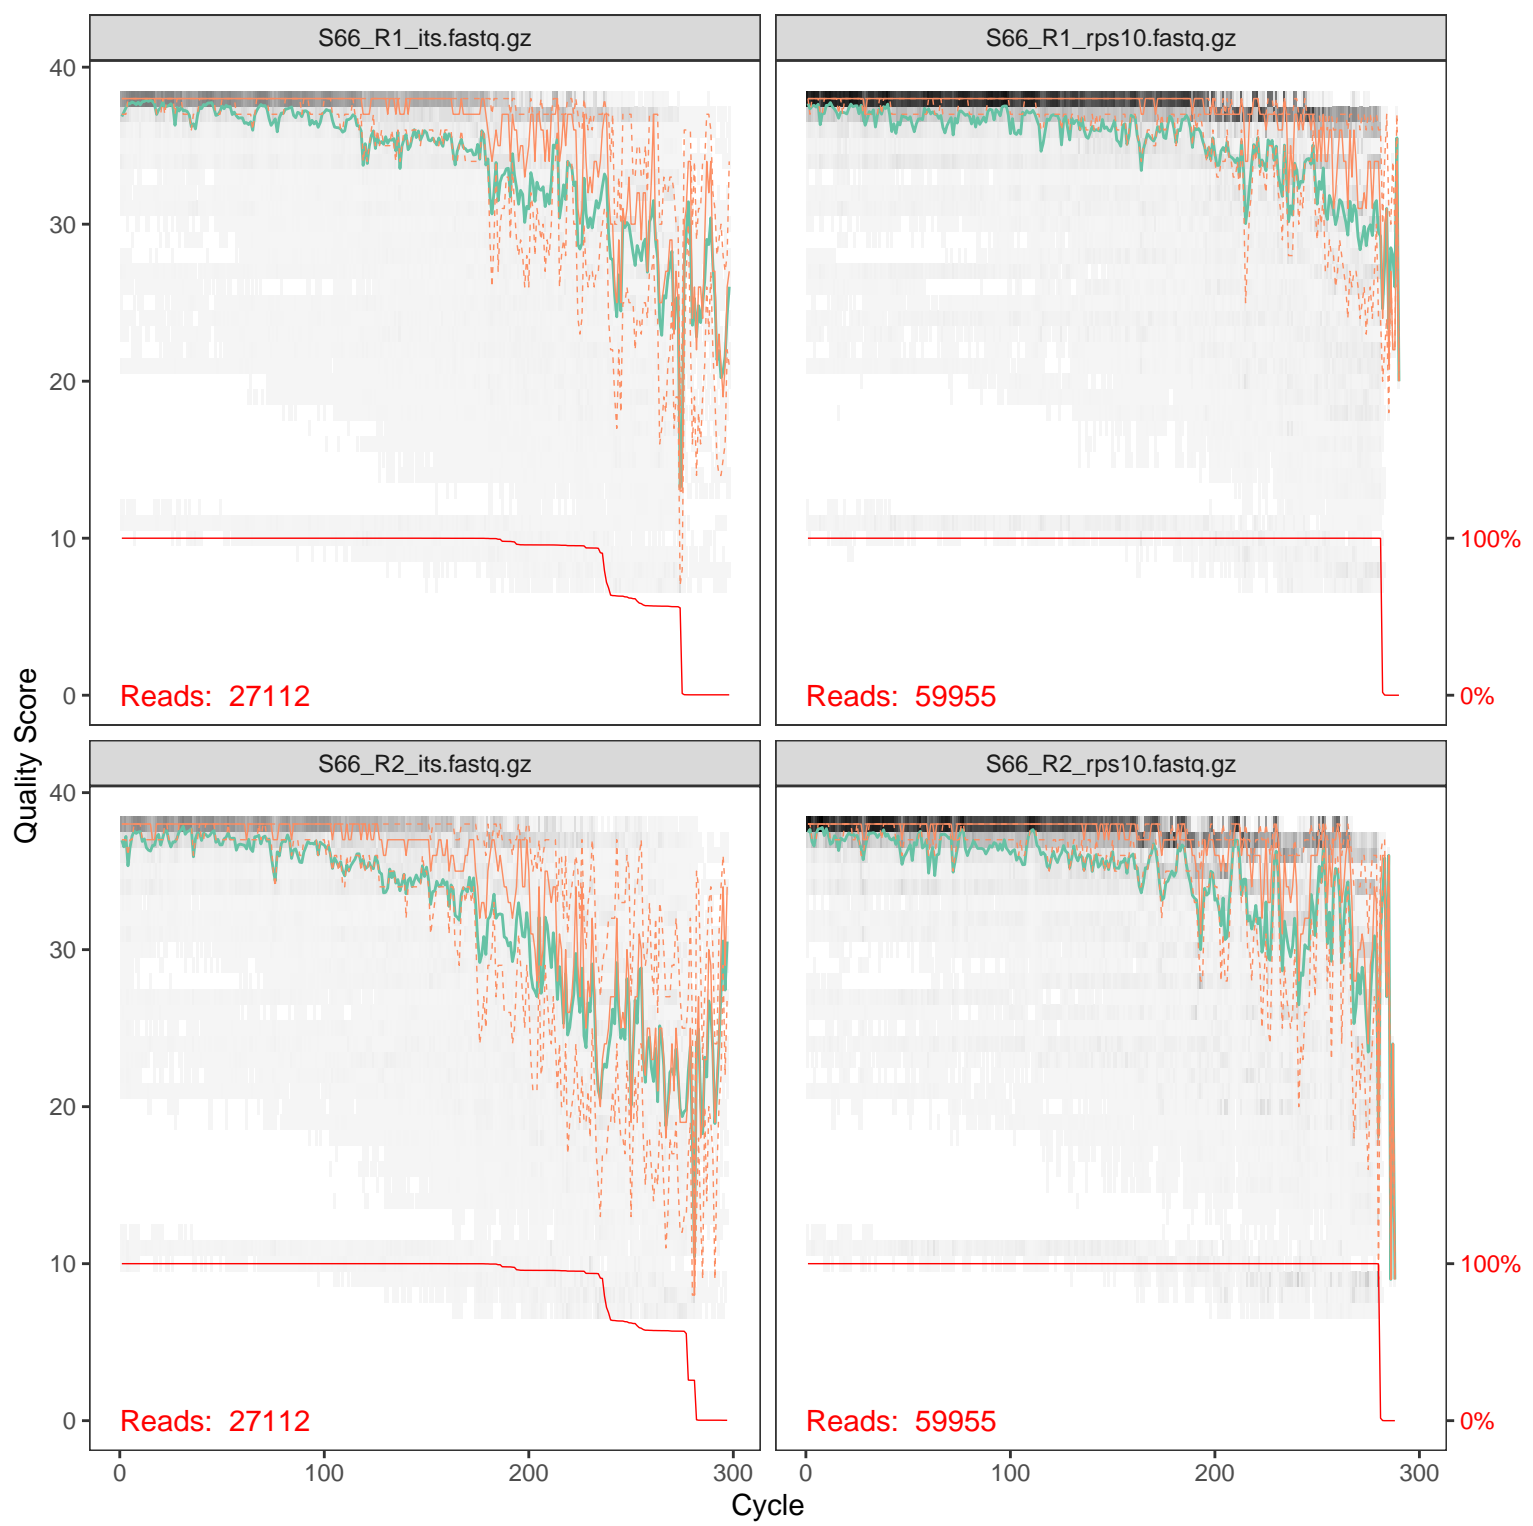 S66_R1_its.fastq.gz
S66_R1_rps10.fastq.gz
40
30
20
10
0
Reads: 27112
Reads: 59955
100%
0%
Quality Score
S66_R2_its.fastq.gz
S66_R2_rps10.fastq.gz
40
30
20
10
0
Reads: 27112
Reads: 59955
100%
0%
0 100 200 300
0 100 200 300
Cycle